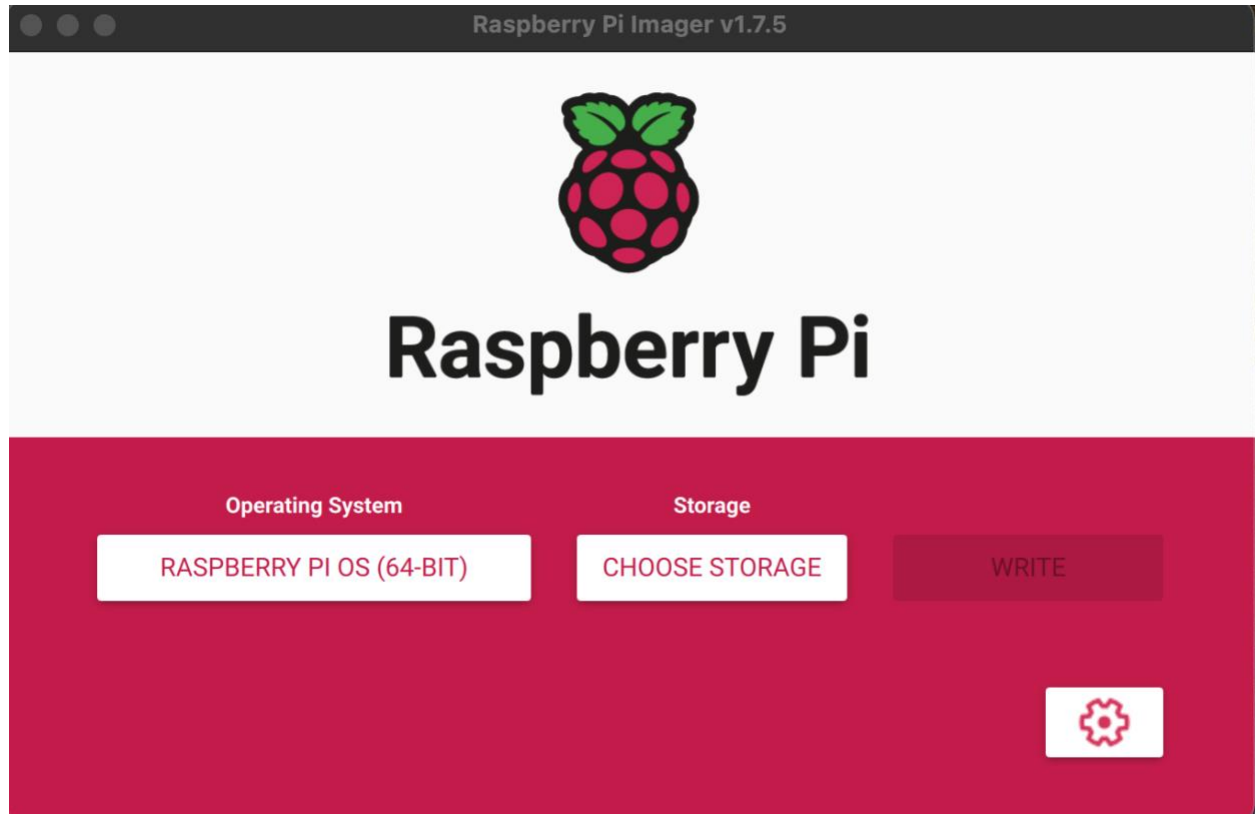 Raspberry Pi Imager v1.7.5
Raspberry Pi
Operating System
Storage
RASPBERRY PI OS (64-BIT)
CHOOSE STORAGE
WRITE